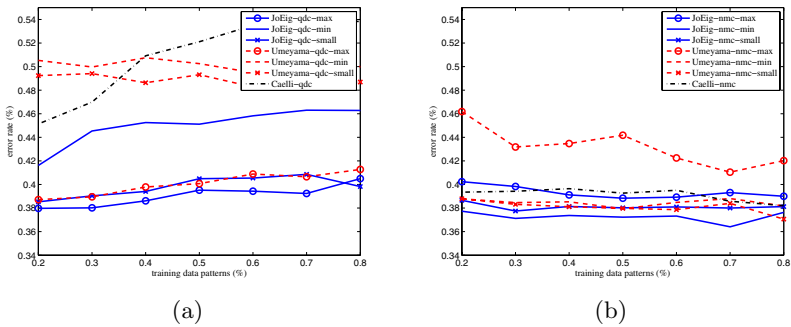 0.54
0.52
0.5
0.48
0.46
0.44
0.42
0.4
0.38
0.36
0.34
error rate (%)
0.2 0.3 0.4 0.5 0.6 0.7 0.8
training data patterns (%)
JoEig−qdc−max
JoEig−qdc−min
JoEig−qdc−small
Umeyama−qdc−max
Umeyama−qdc−min
Umeyama−qdc−small
Caelli−qdc
(a)
0.54
0.52
0.5
0.48
0.46
0.44
0.42
0.4
0.38
0.36
0.34
error rate (%)
0.2 0.3 0.4 0.5 0.6 0.7 0.8
training data patterns (%)
JoEig−nmc−max
JoEig−nmc−min
JoEig−nmc−small
Umeyama−nmc−max
Umeyama−nmc−min
Umeyama−nmc−small
Caelli−nmc
(b)